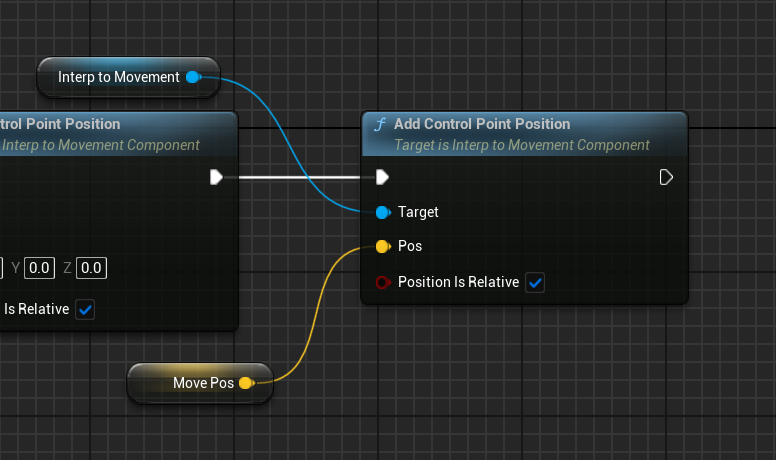 Interp to Movement
trol Point Position
Interp to Movement Component
Y 0.0 Z 0.0
Is Relative
Move Pos
f Add Control Point Position
Target is Interp to Movement Component
Target
Pos
Position Is Relative